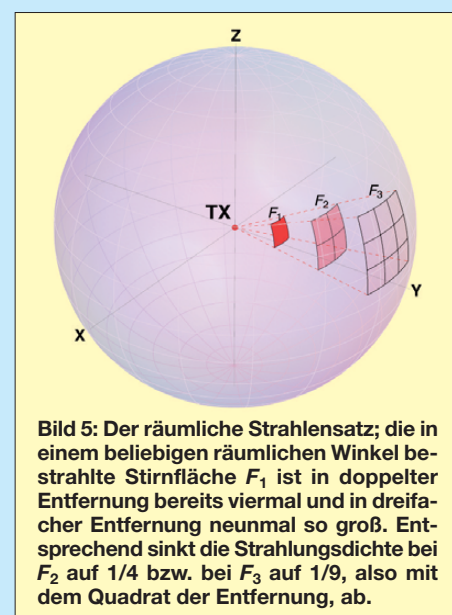 Z
F₁
F₂
F₃
TX
Y
X
Bild 5: Der räumliche Strahlensatz; die in
einem beliebigen räumlichen Winkel be-
strahlte Stirnfläche F₁ ist in doppelter
Entfernung bereits viermal und in dreifa-
cher Entfernung neunmal so groß. Ent-
sprechend sinkt die Strahlungsdichte bei
F₂ auf 1/4 bzw. bei F₃ auf 1/9, also mit
dem Quadrat der Entfernung, ab.